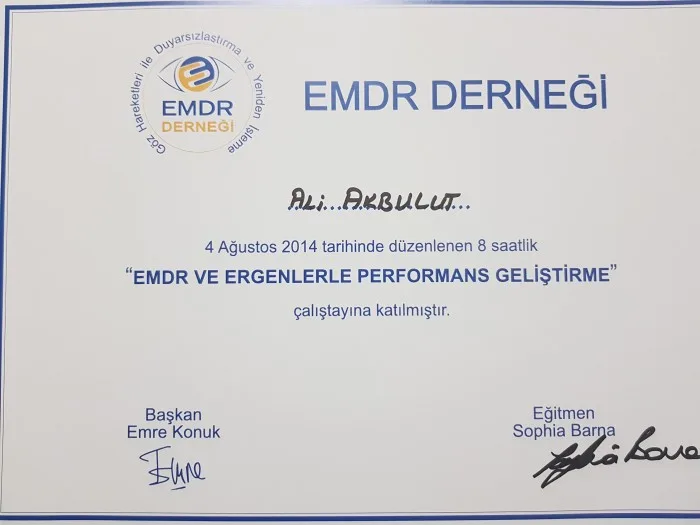 Göz Hareketleri ile Duyarsızlaştırma ve Yeniden İşleme
EMDR
DERNEĞİ
EMDR DERNEĞİ
ALİ AKBULUT
4 Ağustos 2014 tarihinde düzenlenen 8 saatlik
“EMDR VE ERGENLERLE PERFORMANS GELİŞTİRME”
çalıştayına katılmıştır.
Başkan
Emre Konuk
Eğitmen
Sophia Barna